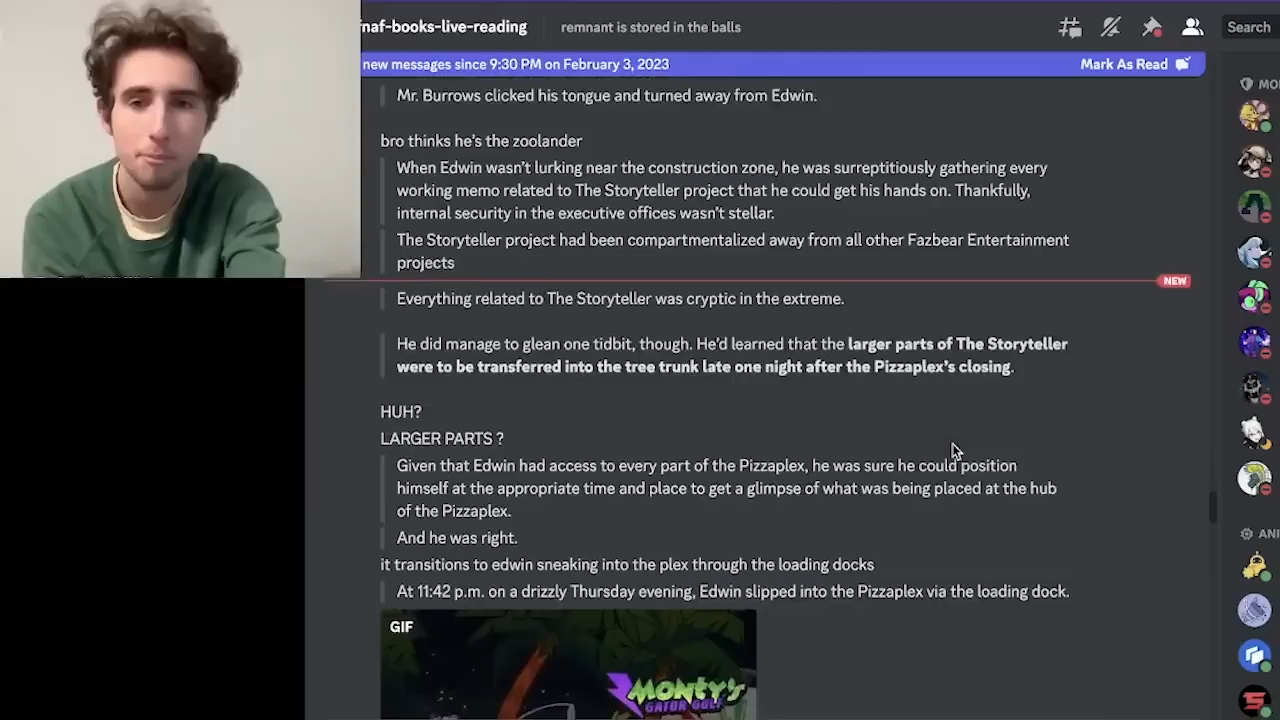 fnaf-books-live-reading
remnant is stored in the balls
Search
new messages since 9:30 PM on February 3, 2023
Mark As Read
Mr. Burrows clicked his tongue and turned away from Edwin.
bro thinks he's the zoolander
When Edwin wasn't lurking near the construction zone, he was surreptitiously gathering every
working memo related to The Storyteller project that he could get his hands on. Thankfully,
internal security in the executive offices wasn't stellar.
The Storyteller project had been compartmentalized away from all other Fazbear Entertainment
projects
NEW
Everything related to The Storyteller was cryptic in the extreme.
He did manage to glean one tidbit, though. He'd learned that the larger parts of The Storyteller
were to be transferred into the tree trunk late one night after the Pizzaplex's closing.
HUH?
LARGER PARTS ?
Given that Edwin had access to every part of the Pizzaplex, he was sure he could position
himself at the appropriate time and place to get a glimpse of what was being placed at the hub
of the Pizzaplex.
And he was right.
it transitions to edwin sneaking into the plex through the loading docks
At 11:42 p.m. on a drizzly Thursday evening, Edwin slipped into the Pizzaplex via the loading dock.
GIF
MONTY'S
GATOR GOLF
MO
ANI